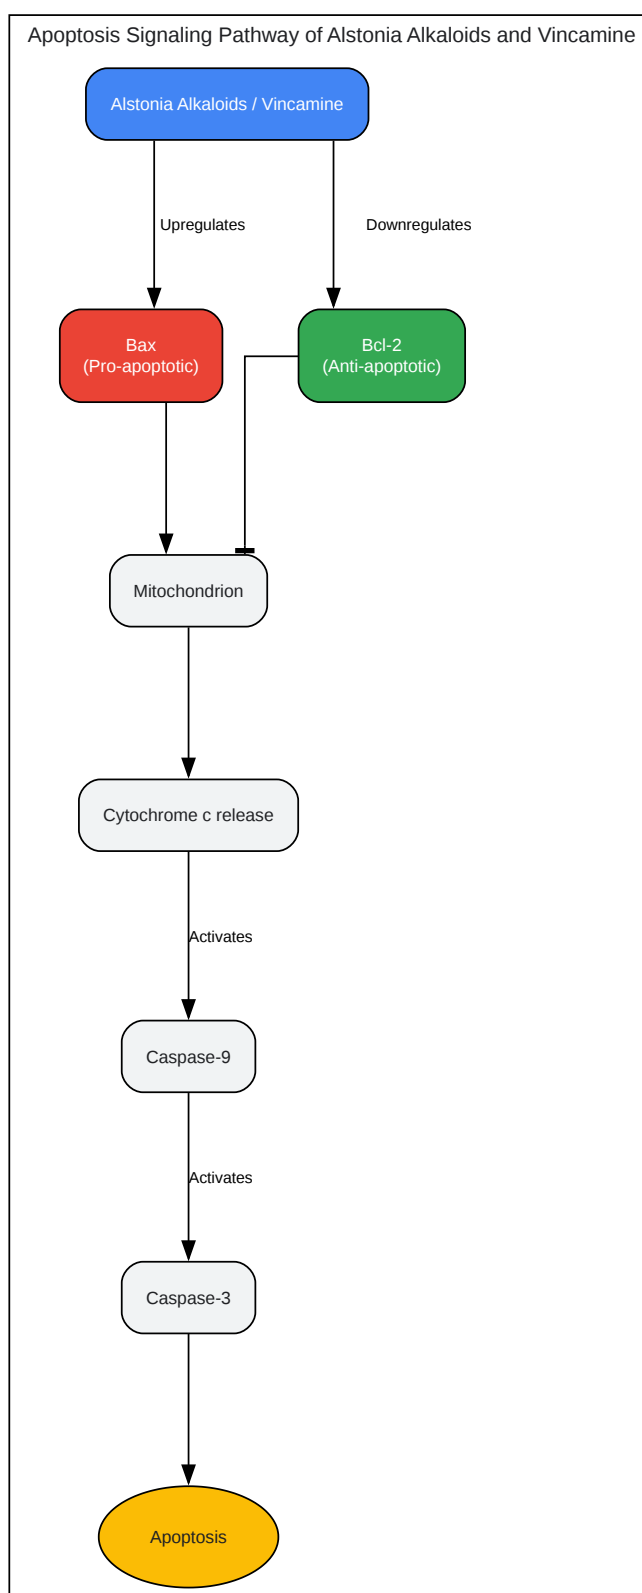 Apoptosis Signaling Pathway of Alstonia Alkaloids and Vincamine
Alstonia Alkaloids / Vincamine
Upregulates
Downregulates
Bax
(Pro-apoptotic)
Bcl-2
(Anti-apoptotic)
Mitochondrion
Cytochrome c release
Activates
Caspase-9
Activates
Caspase-3
Apoptosis